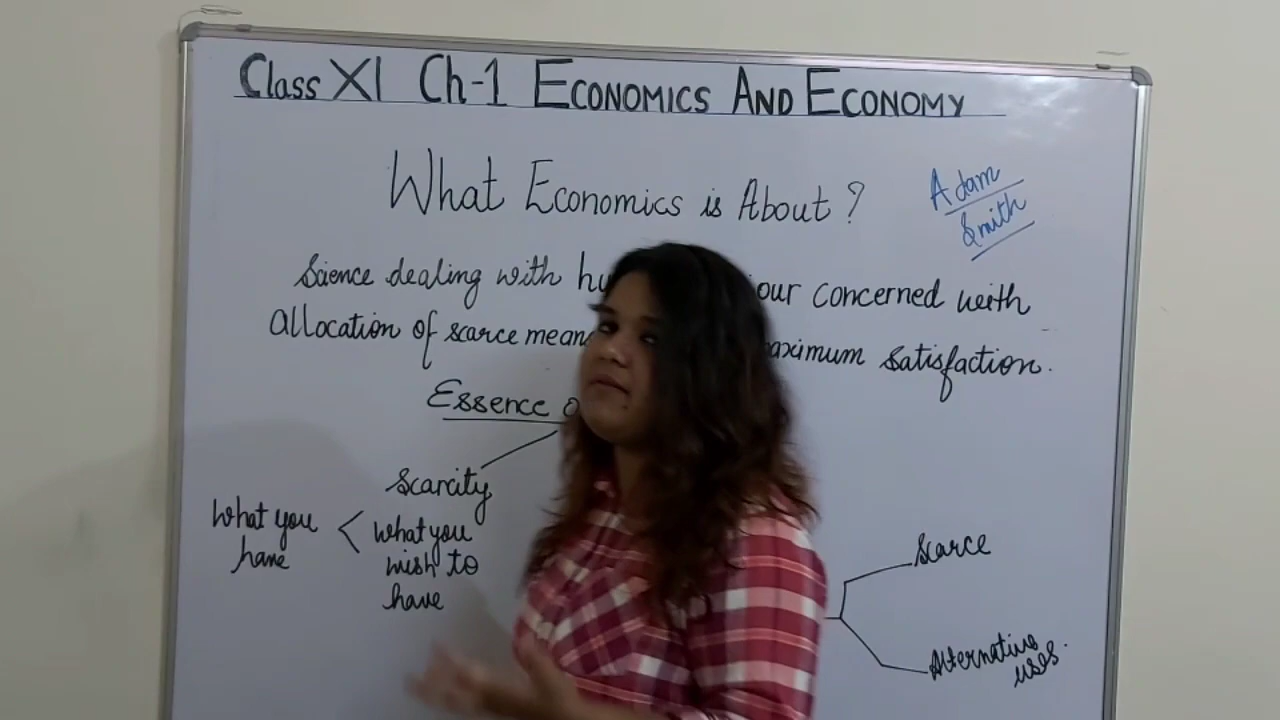 Class XI Ch-1 ECONOMICS AND ECONOMY
What Economics is About ?
Adam
Smith
Science dealing with hu our concerned with
Allocation of scarce mean aximum satisfaction.
Essence o
Scarcity
What you
have
<
What you
wish to
have
Scarce
Alternative
uses.